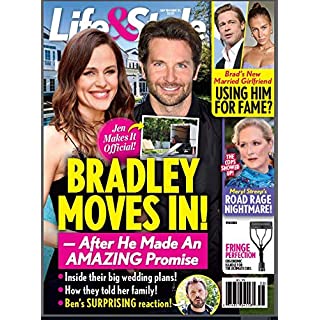 Life&Style
Brad's New
Married Girlfriend
USING HIM
FOR FAME?
Jen
Makes It
Official!
THE
COPS
SHOWED
UP!
Meryl Streep's
ROAD RAGE
NIGHTMARE!
BRADLEY
MOVES IN!
— After He Made An
AMAZING Promise
• Inside their big wedding plans!
• How they told her family!
• Ben's SURPRISING reaction!
FRINGE
PERFECTION